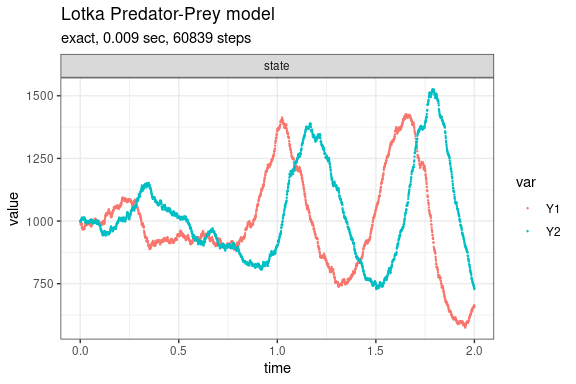 Lotka Predator-Prey model
exact, 0.009 sec, 60839 steps
state
1500
1250
1000
750
value
0.0 0.5 1.0 1.5 2.0
time
var
Y1
Y2